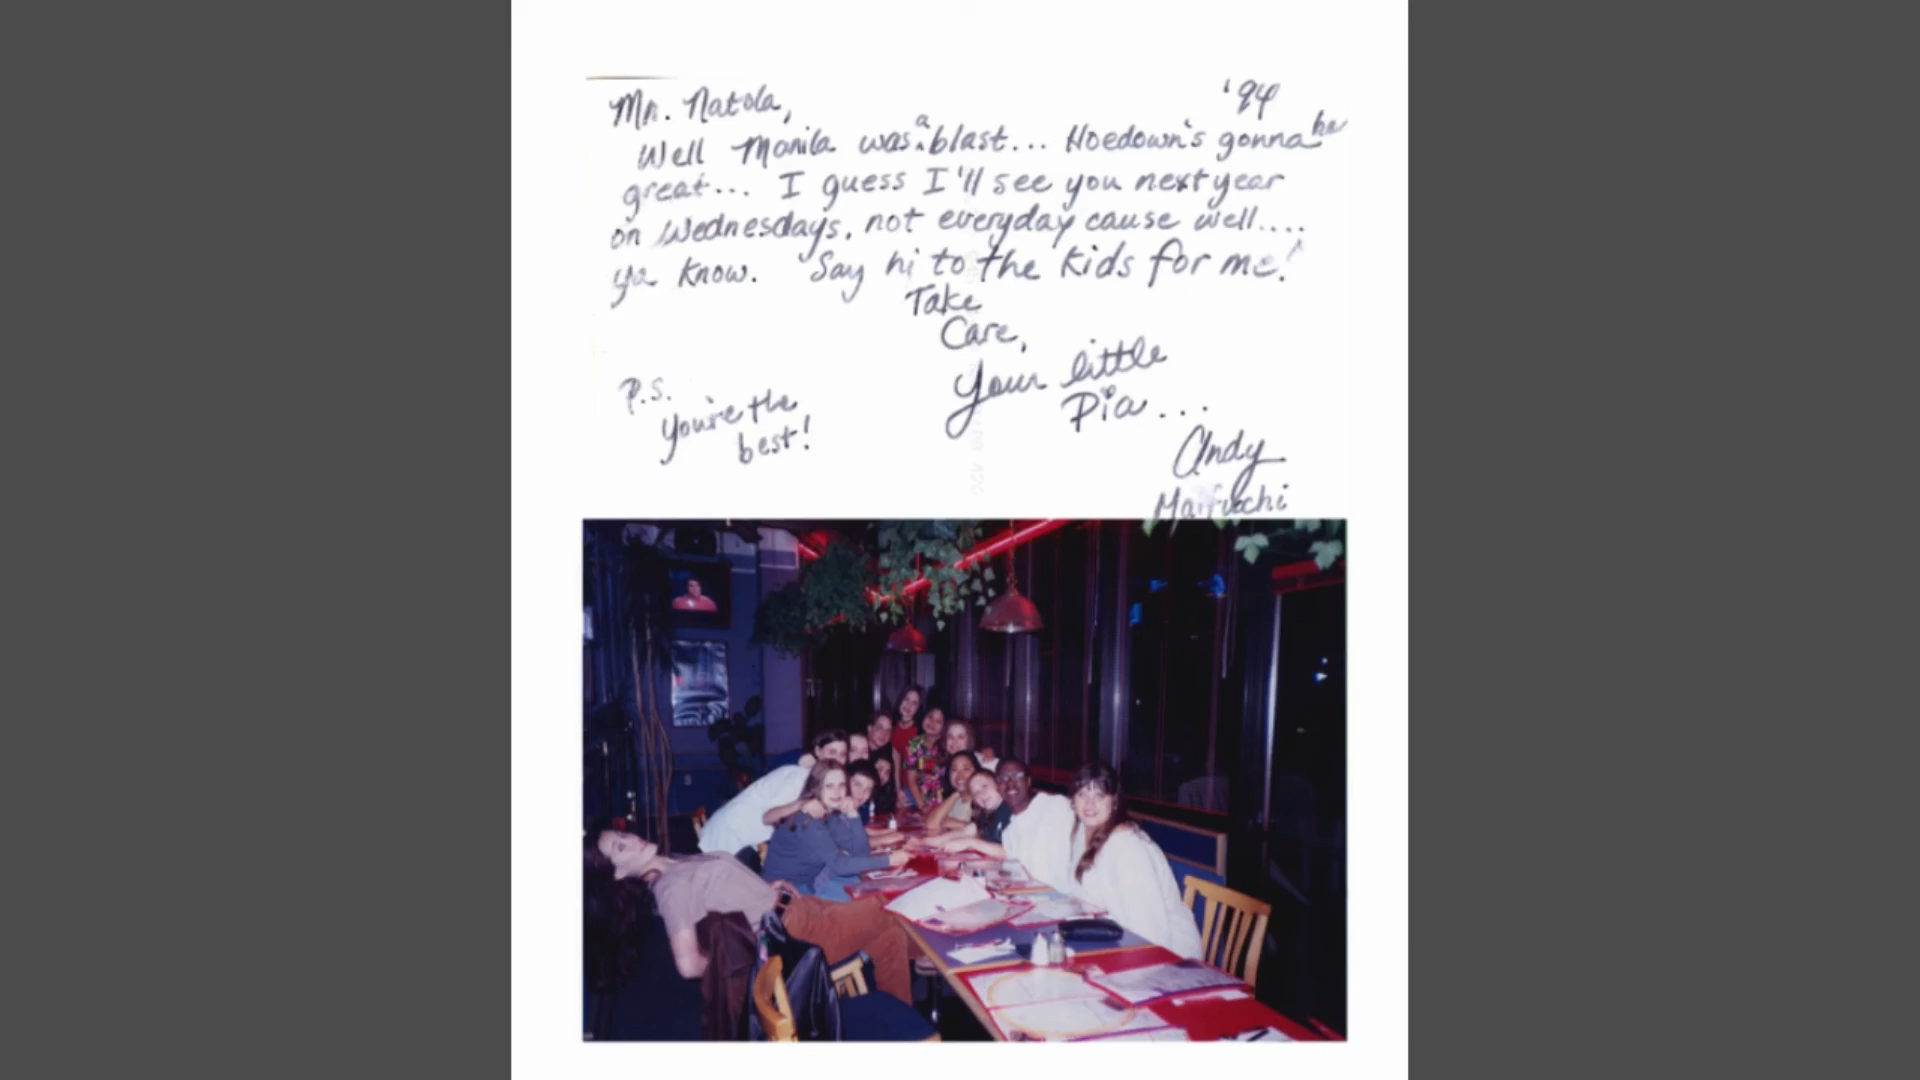 Mr. Natola, '94
Well Manila was a blast... Hoedown's gonna be
great... I guess I'll see you next year
on Wednesdays, not everyday cause well....
ya know. Say hi to the kids for me!
Take
Care,
Your little
Pia...
Andy
P.S.
You're the
best!